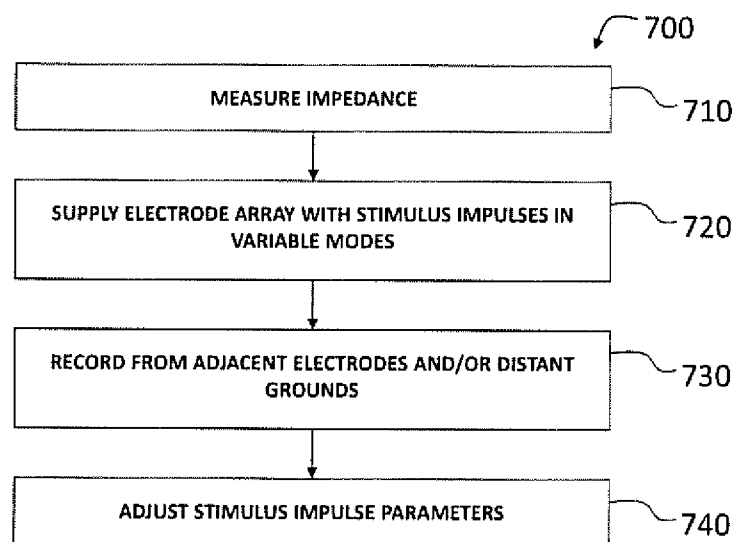 700
MEASURE IMPEDANCE
710
SUPPLY ELECTRODE ARRAY WITH STIMULUS IMPULSES IN
VARIABLE MODES
720
RECORD FROM ADJACENT ELECTRODES AND/OR DISTANT
GROUNDS
730
ADJUST STIMULUS IMPULSE PARAMETERS
740